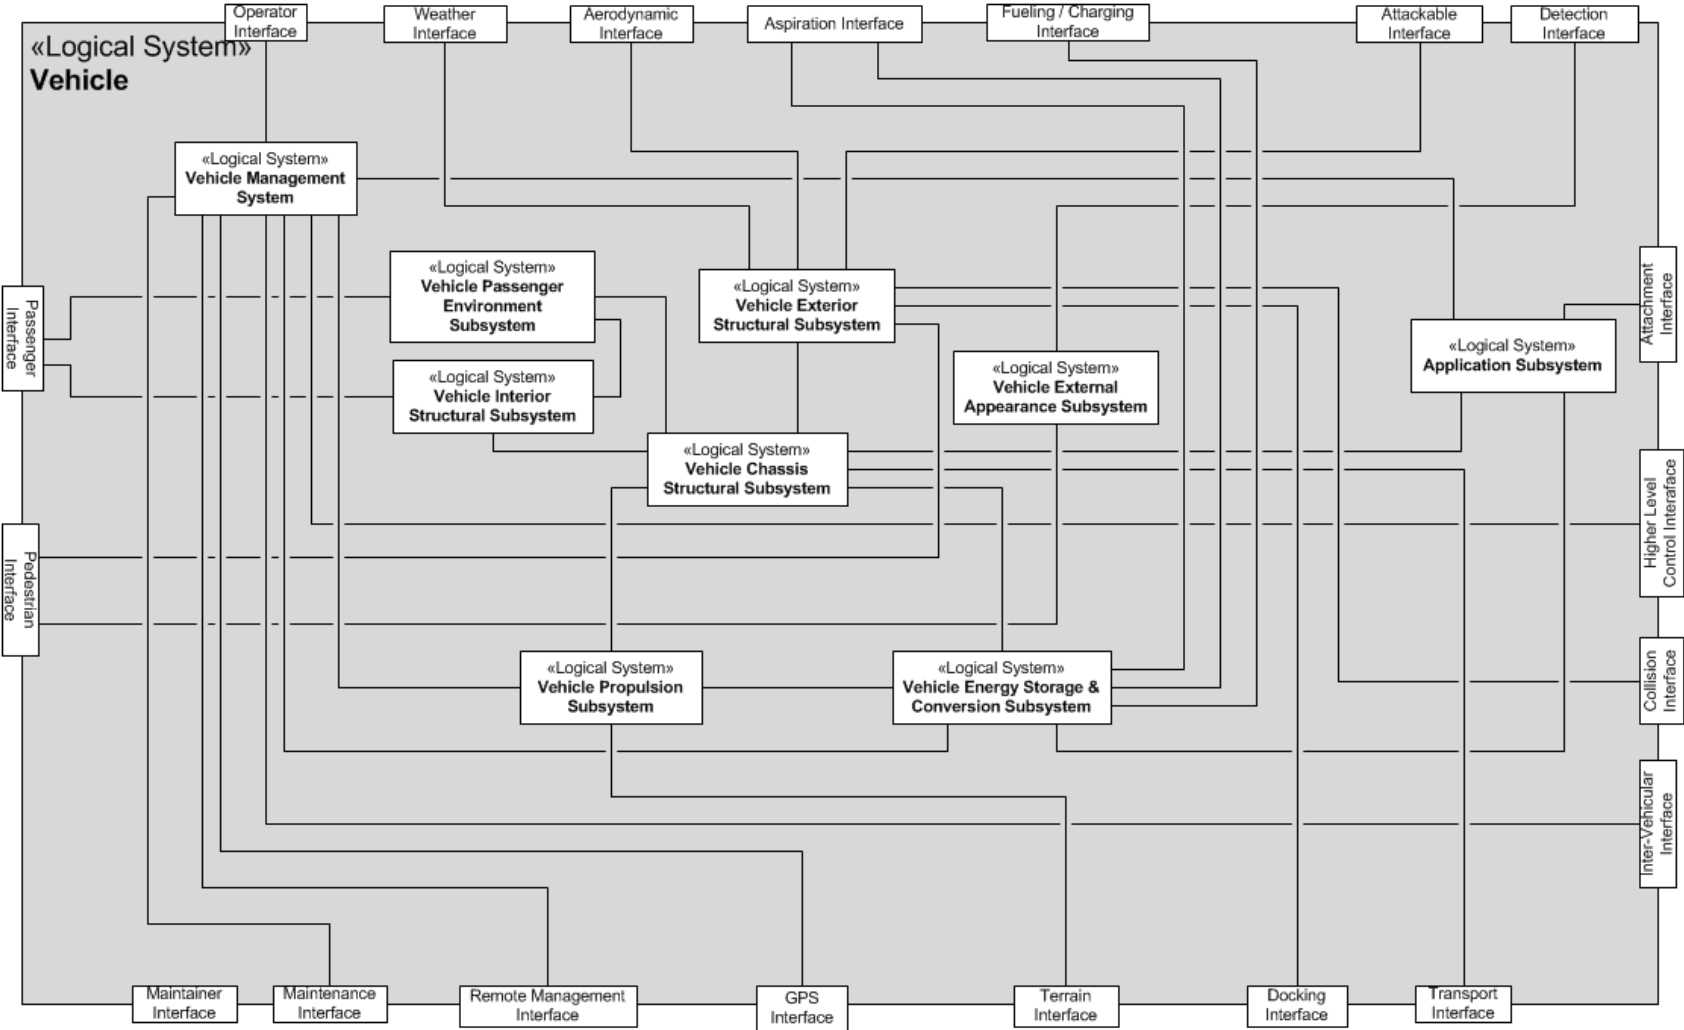 Operator
Interface
Weather
Interface
Aerodynamic
Interface
Aspiration Interface
Fueling / Charging
Interface
Attackable
Interface
Detection
Interface
«Logical System»
Vehicle
«Logical System»
Vehicle Management
System
Passenger
Interface
«Logical System»
Vehicle Passenger
Environment
Subsystem
«Logical System»
Vehicle Exterior
Structural Subsystem
Attachment
Interface
«Logical System»
Application Subsystem
«Logical System»
Vehicle Interior
Structural Subsystem
«Logical System»
Vehicle External
Appearance Subsystem
«Logical System»
Vehicle Chassis
Structural Subsystem
Higher Level
Control Interaface
Pedestrian
Interface
«Logical System»
Vehicle Propulsion
Subsystem
«Logical System»
Vehicle Energy Storage &
Conversion Subsystem
Collision
Interface
Inter-Vehicular
Interface
Maintainer
Interface
Maintenance
Interface
Remote Management
Interface
GPS
Interface
Terrain
Interface
Docking
Interface
Transport
Interface